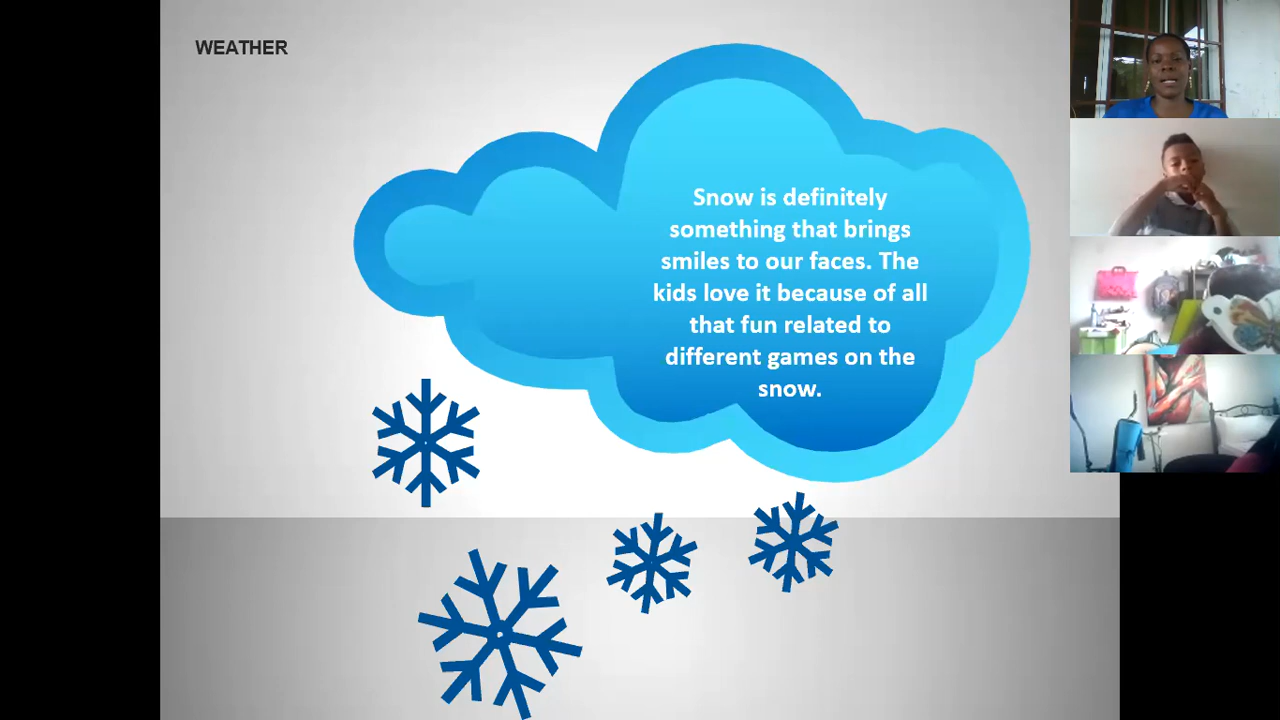 WEATHER
Snow is definitely
something that brings
smiles to our faces. The
kids love it because of all
that fun related to
different games on the
snow.